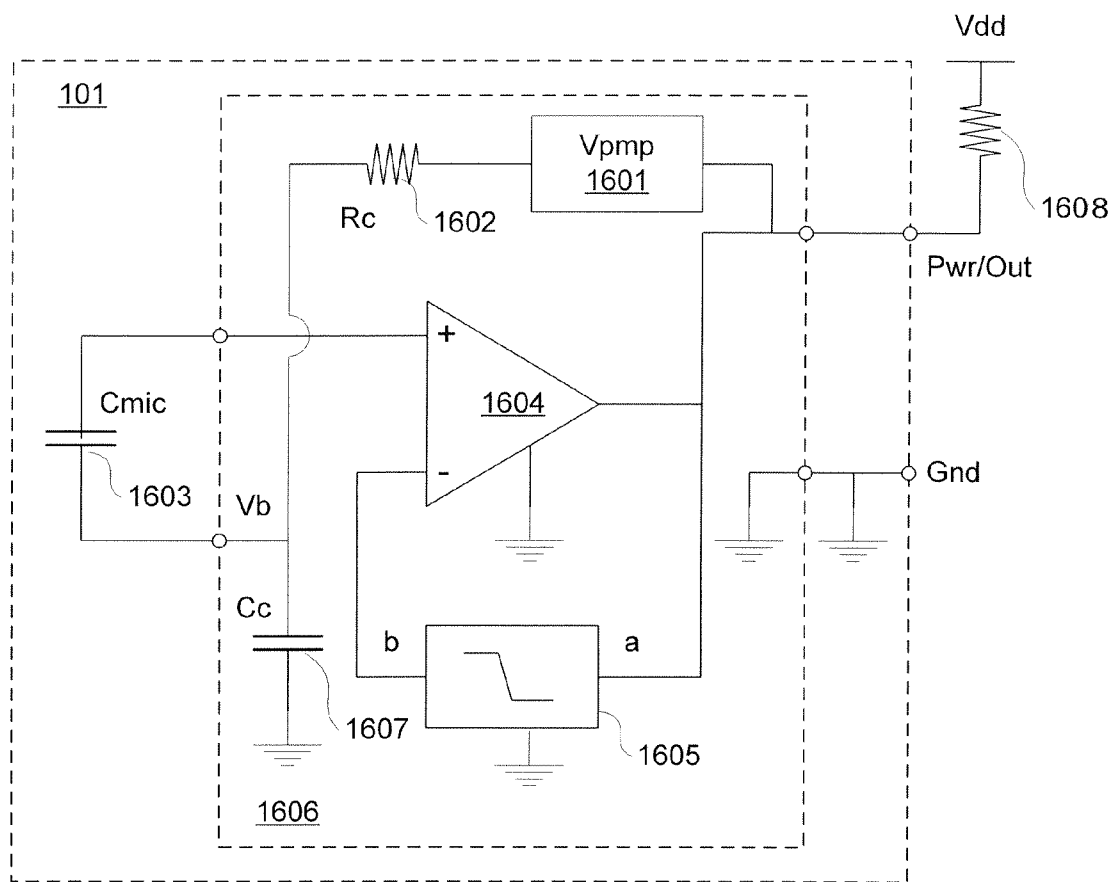 Vdd
101
Vpmp
1601
1602
Rc
1608
Pwr/Out
+
1604
Cmic
-
Gnd
1603
Vb
Cc
b
a
1607
1605
1606